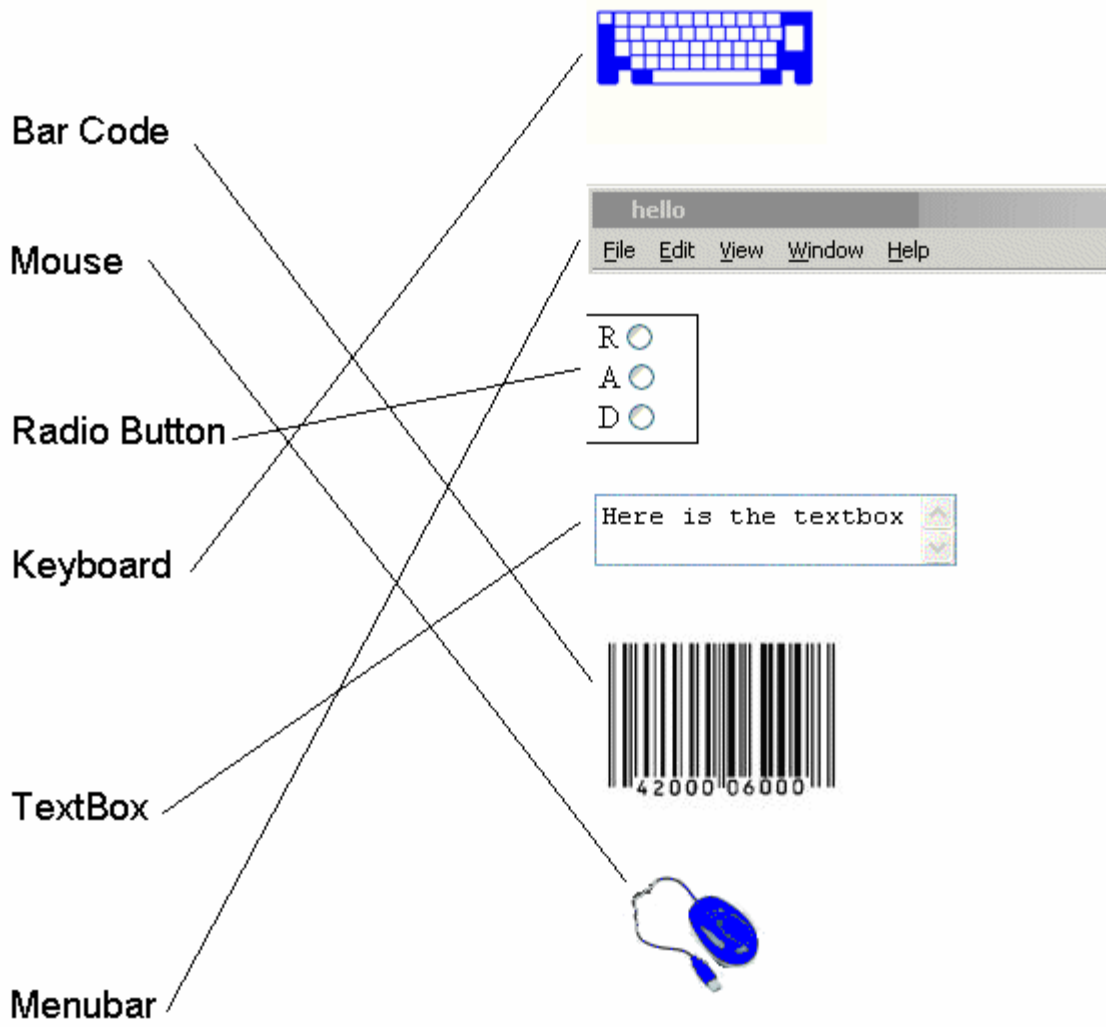 Bar Code
Mouse
Radio Button
Keyboard
TextBox
Menubar
hello
File Edit View Window Help
R
A
D
Here is the textbox
42000 06000